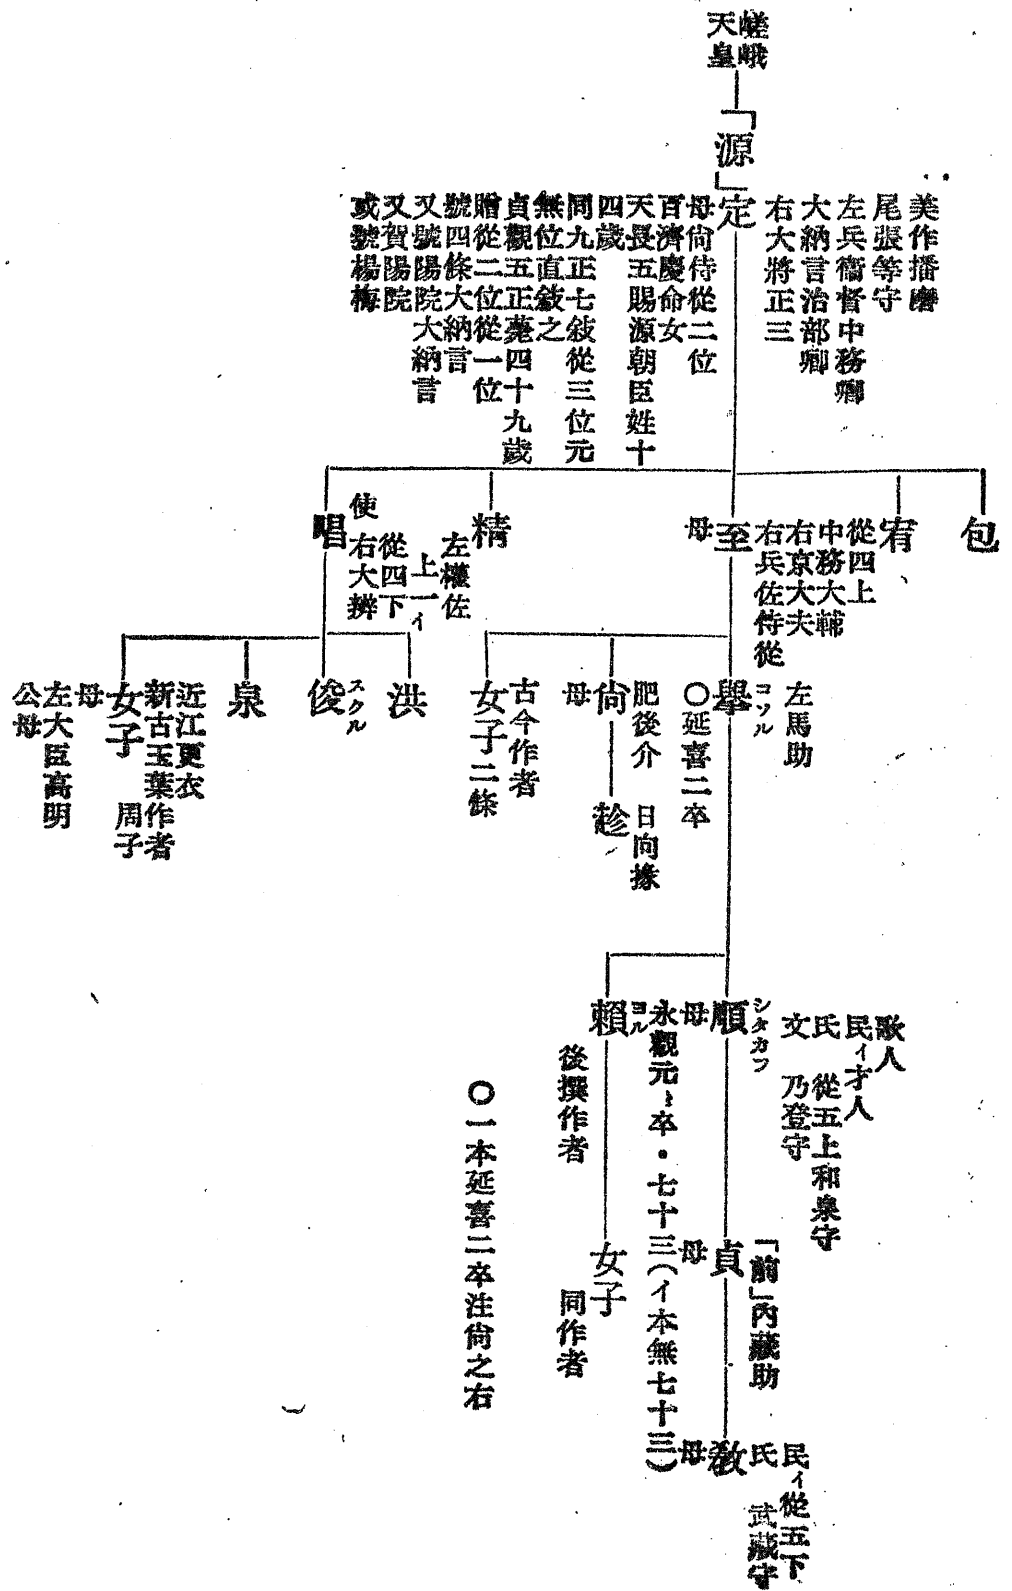 嵯峨
天皇
「源」
定
美作播磨
尾張等守
左兵衞督中務卿
大納言治部卿
右大將正三
母尙侍從二位
百濟慶命女
天長五賜源朝臣姓十
四歲
同九正七敍從三位元
無位直敍之
貞觀五正薨四十九歲
贈從二位從一位
號四條大納言
又號陽院大納言
又賀陽院
或號楊梅
包
宥
至
從四上
中務大輔
右京大夫
右兵佐侍從
母
精
左權佐
唱
上一イ
從四下
右大辨
使
擧
コゾル
左馬助
〇延喜二卒
尙
肥後介
母
趁
日向掾
女子二條
古今作者
洪
俊
スクル
泉
女子 周子
近江更衣
新古玉葉作者
母
左大臣高明
公母
順
シタカフ
歌人
民イ才人
氏 從五上和泉守
文 乃登守
母
永觀元〻卒・七十三(イ本無七十三)
賴
ヨル
後撰作者
女子
同作者
貞
「前」內藏助
母
敎
民イ從五下
氏 武藏守
母
〇一本延喜二卒注尙之右